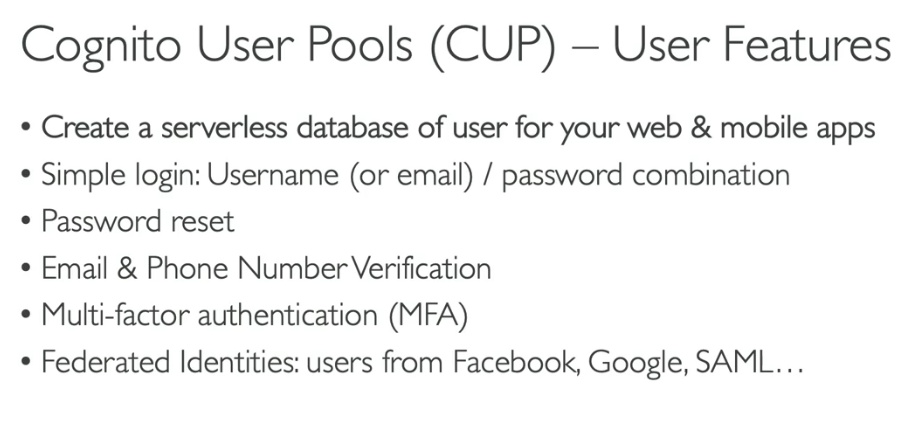 Cognito User Pools (CUP) – User Features
• Create a serverless database of user for your web & mobile apps
• Simple login: Username (or email) / password combination
• Password reset
• Email & Phone Number Verification
• Multi-factor authentication (MFA)
• Federated Identities: users from Facebook, Google, SAML…